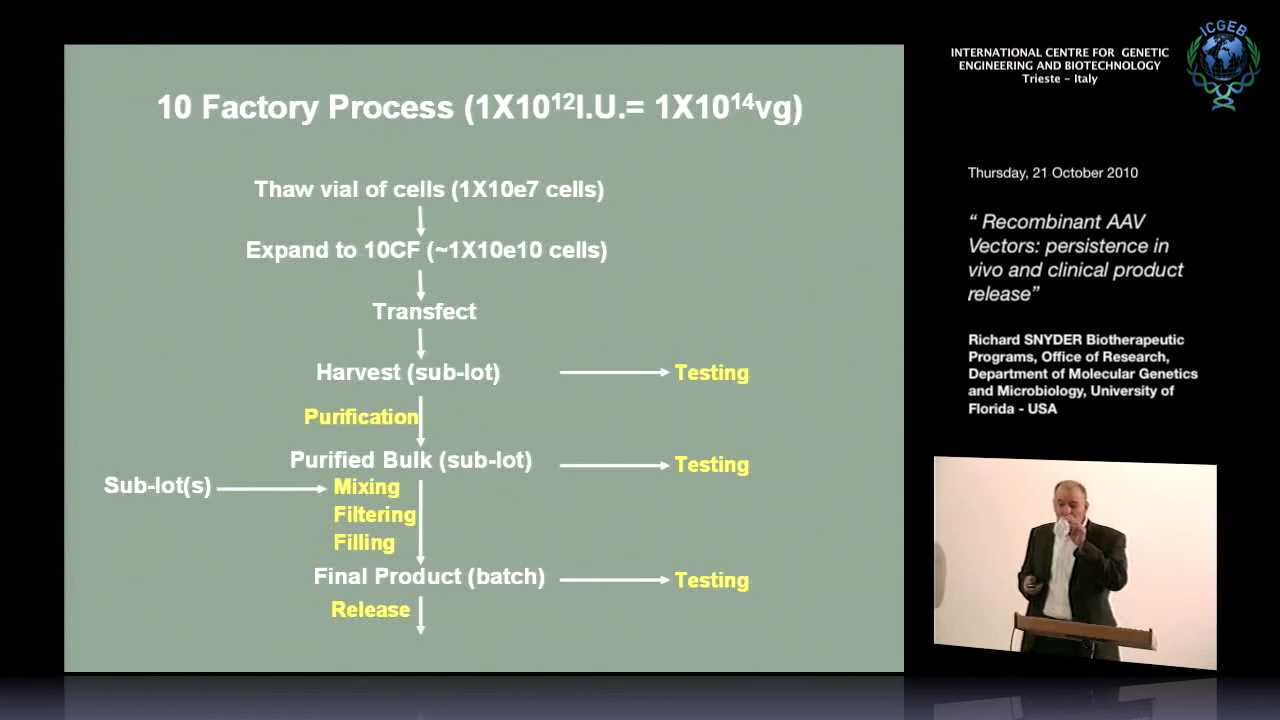 10 Factory Process (1X10¹²I.U.= 1X10¹⁴vg)
Thaw vial of cells (1X10e7 cells)
Expand to 10CF (~1X10e10 cells)
Transfect
Harvest (sub-lot)
Testing
Purification
Purified Bulk (sub-lot)
Testing
Sub-lot(s)
Mixing
Filtering
Filling
Final Product (batch)
Testing
Release
INTERNATIONAL CENTRE FOR GENETIC
ENGINEERING AND BIOTECHNOLOGY
Trieste – Italy
ICGEB
Thursday, 21 October 2010
“ Recombinant AAV
Vectors: persistence in
vivo and clinical product
release”
Richard SNYDER Biotherapeutic
Programs, Office of Research,
Department of Molecular Genetics
and Microbiology, University of
Florida - USA